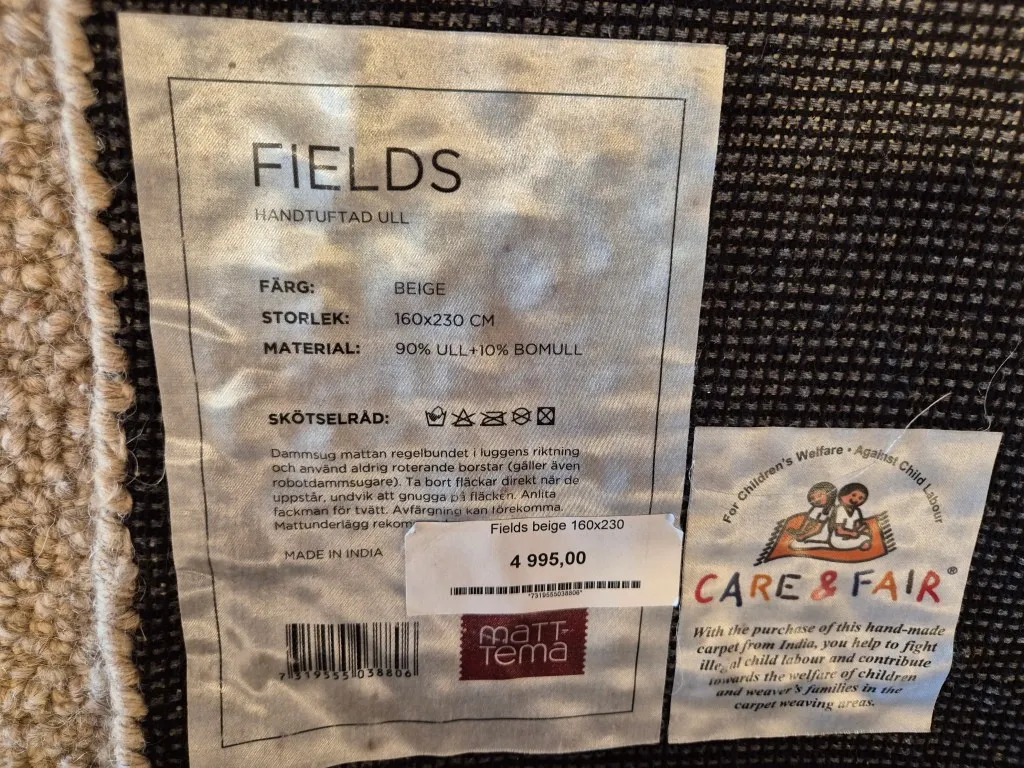 FIELDS
HANDTUFTAD ULL
FÄRG: BEIGE
STORLEK: 160x230 CM
MATERIAL: 90% ULL+10% BOMULL
SKÖTSELRÅD:
Dammsug mattan regelbundet i luggens riktning
och använd aldrig roterande borstar (gäller även
robotdammsugare). Ta bort fläckar direkt när de
uppstår, undvik att gnugga på fläcken. Anlita
fackman för tvätt. Avfärgning kan förekomma.
Mattunderlägg rekom
MADE IN INDIA
Fields beige 160x230
4 995,00
*7319555038806*
7 319555 038806
maTT-
Tema
For Children's Welfare • Against Child Labour
CARE & FAIR®
With the purchase of this hand-made
carpet from India, you help to fight
illegal child labour and contribute
towards the welfare of children
and weaver's families in the
carpet weaving areas.